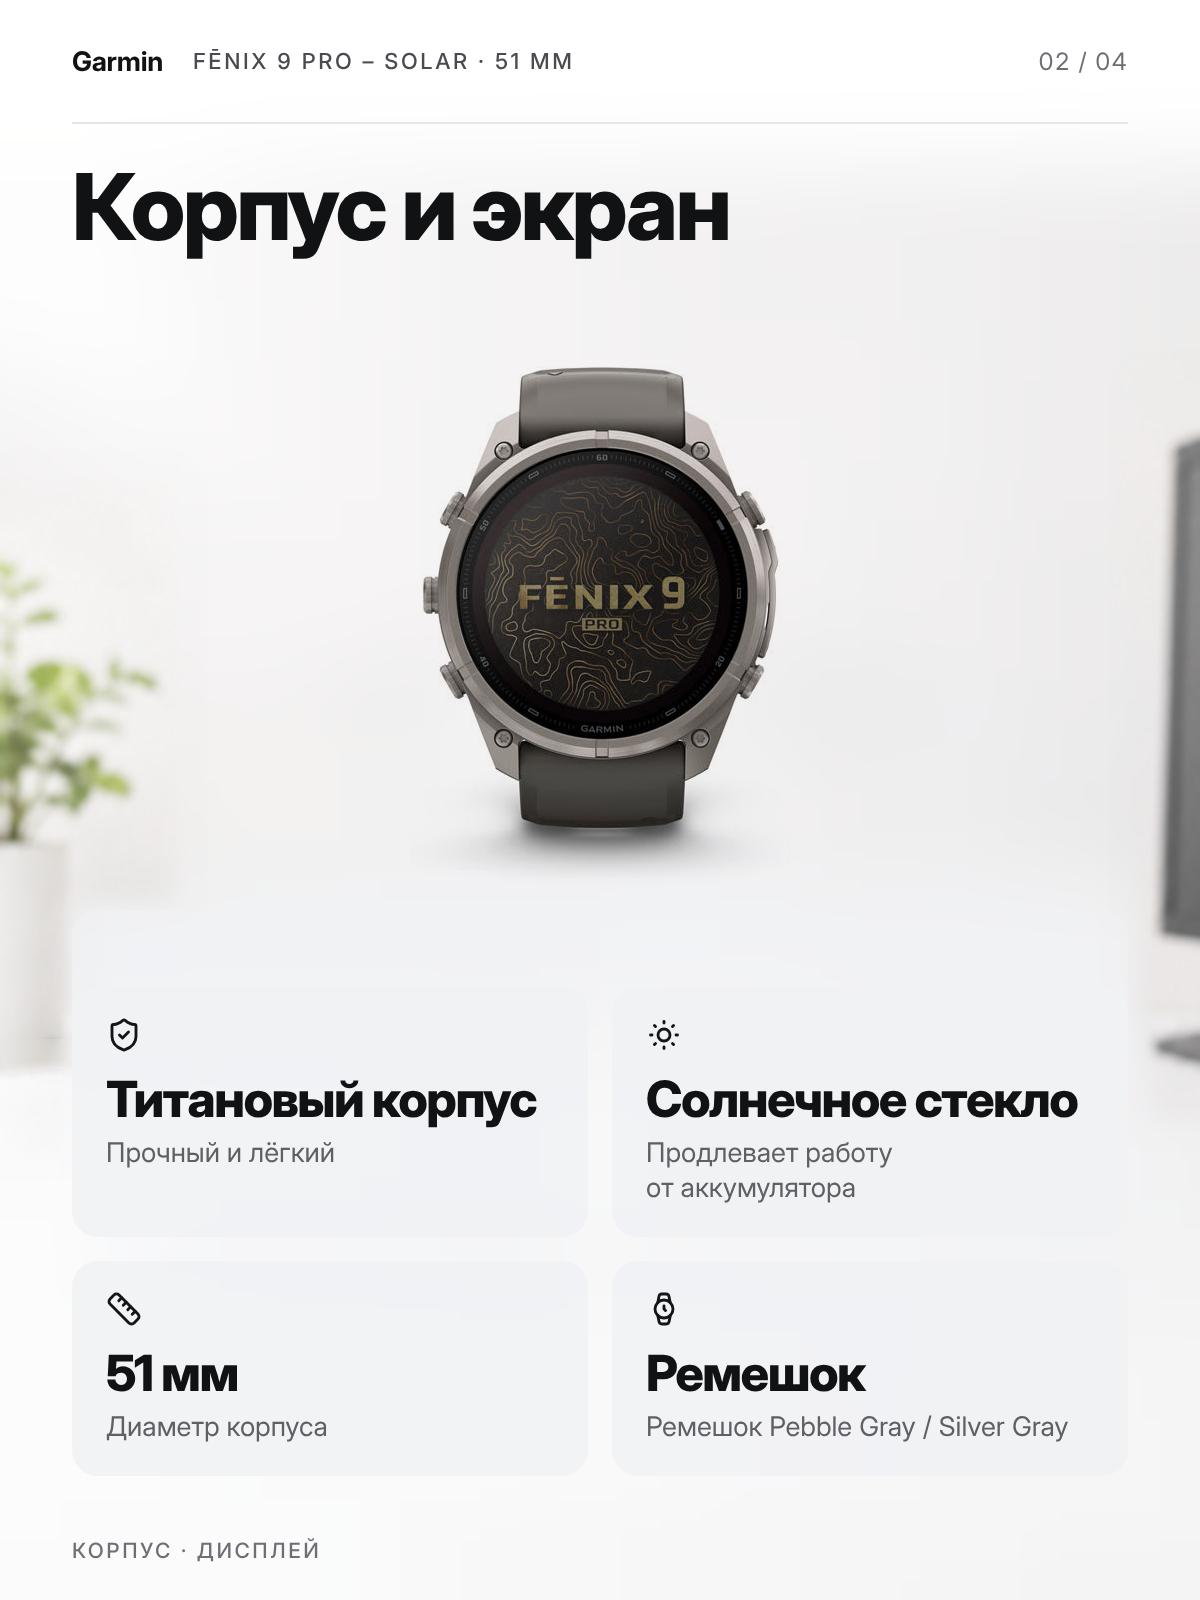 Garmin FĒNIX 9 PRO – SOLAR · 51 MM 02 / 04
Корпус и экран
60
50
FĒNIX 9
PRO
40
20
GARMIN
Титановый корпус
Прочный и лёгкий
Солнечное стекло
Продлевает работу
от аккумулятора
51 мм
Диаметр корпуса
Ремешок
Ремешок Pebble Gray / Silver Gray
КОРПУС · ДИСПЛЕЙ